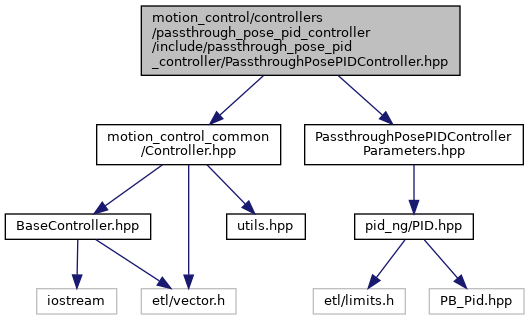 motion_control/controllers
/passthrough_pose_pid_controller
/include/passthrough_pose_pid
_controller/PassthroughPosePIDController.hpp
motion_control_common
/Controller.hpp
PassthroughPosePIDController
Parameters.hpp
BaseController.hpp
utils.hpp
pid_ng/PID.hpp
iostream
etl/vector.h
etl/limits.h
PB_Pid.hpp